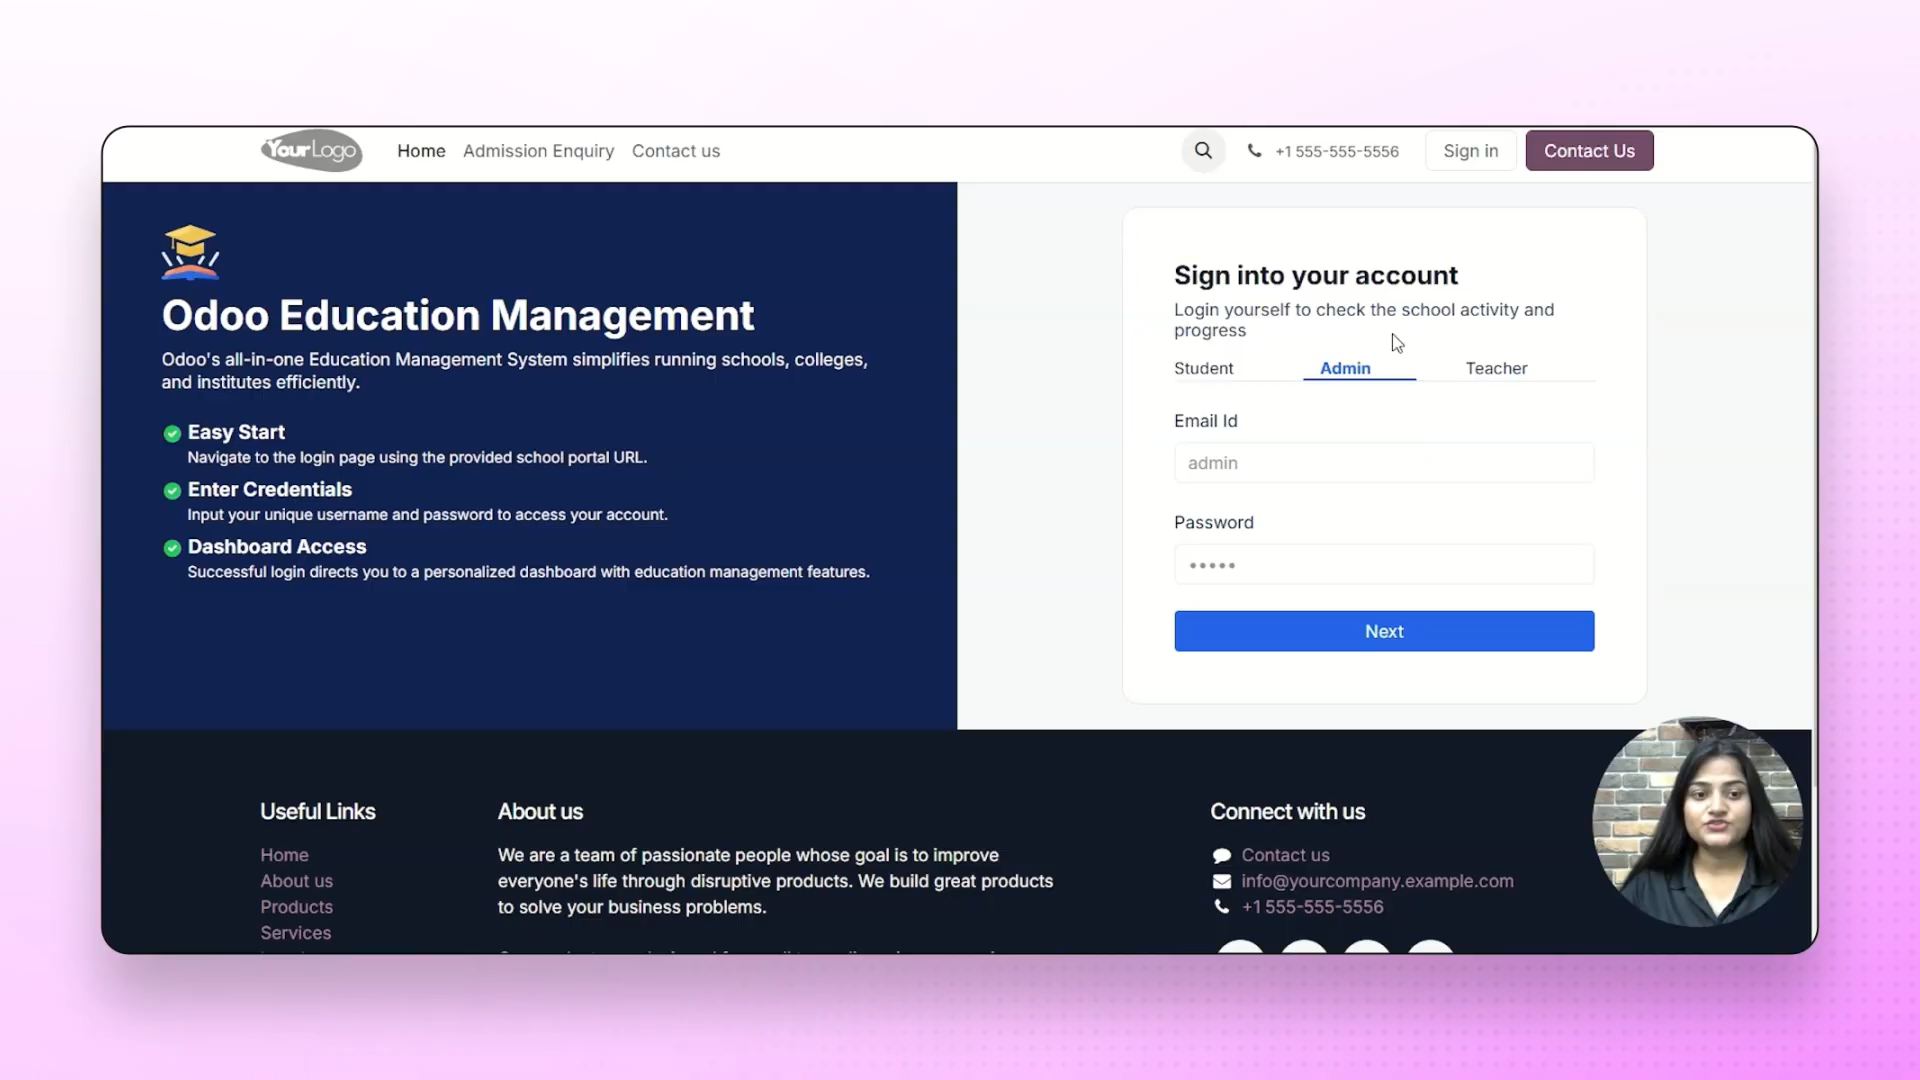 YourLogo
Home
Admission Enquiry
Contact us
+1 555-555-5556
Sign in
Contact Us
Odoo Education Management
Odoo's all-in-one Education Management System simplifies running schools, colleges,
and institutes efficiently.
Easy Start
Navigate to the login page using the provided school portal URL.
Enter Credentials
Input your unique username and password to access your account.
Dashboard Access
Successful login directs you to a personalized dashboard with education management features.
Sign into your account
Login yourself to check the school activity and
progress
Student
Admin
Teacher
Email Id
admin
Password
•••••
Next
Useful Links
Home
About us
Products
Services
About us
We are a team of passionate people whose goal is to improve
everyone's life through disruptive products. We build great products
to solve your business problems.
Connect with us
Contact us
info@yourcompany.example.com
+1 555-555-5556